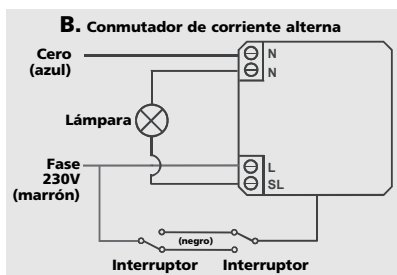 B. Conmutador de corriente alterna
Cero
(azul)
N
N
Lámpara
Fase
230V
(marrón)
L
SL
(negro)
Interruptor Interruptor